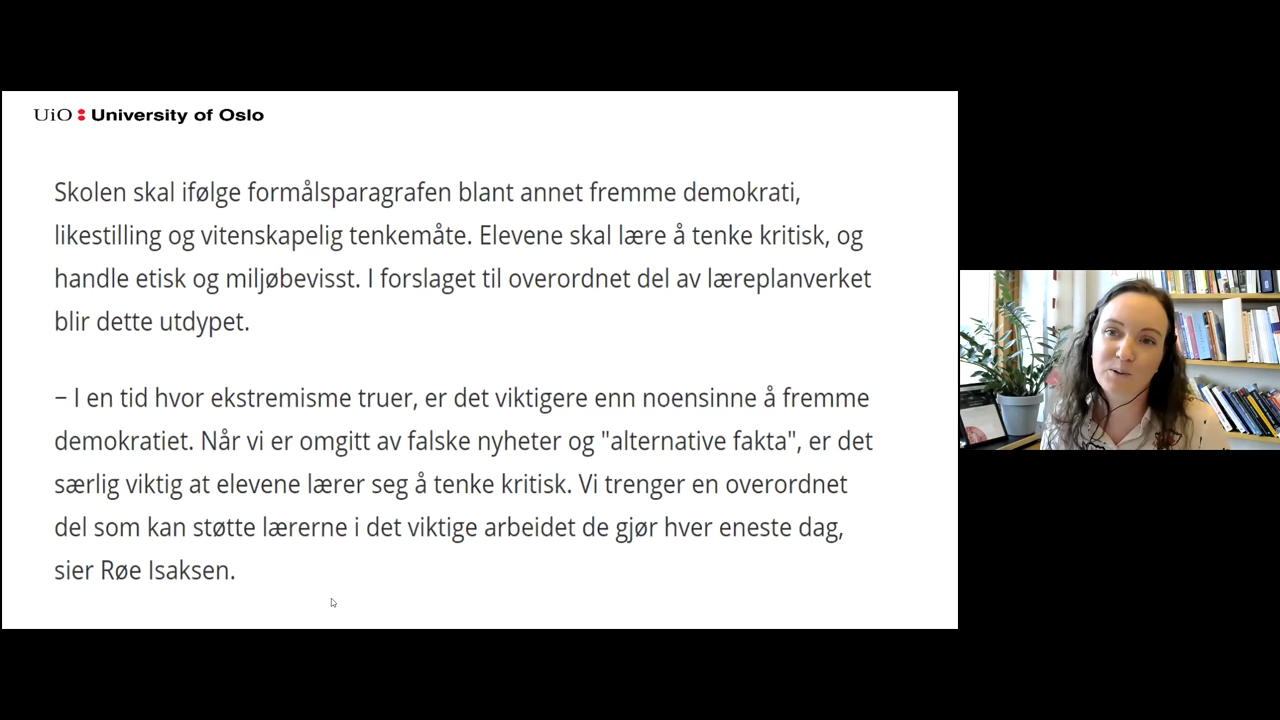 UiO : University of Oslo
Skolen skal ifølge formålsparagrafen blant annet fremme demokrati,
likestilling og vitenskapelig tenkemåte. Elevene skal lære å tenke kritisk, og
handle etisk og miljøbevisst. I forslaget til overordnet del av læreplanverket
blir dette utdypet.
– I en tid hvor ekstremisme truer, er det viktigere enn noensinne å fremme
demokratiet. Når vi er omgitt av falske nyheter og "alternative fakta", er det
særlig viktig at elevene lærer seg å tenke kritisk. Vi trenger en overordnet
del som kan støtte lærerne i det viktige arbeidet de gjør hver eneste dag,
sier Røe Isaksen.